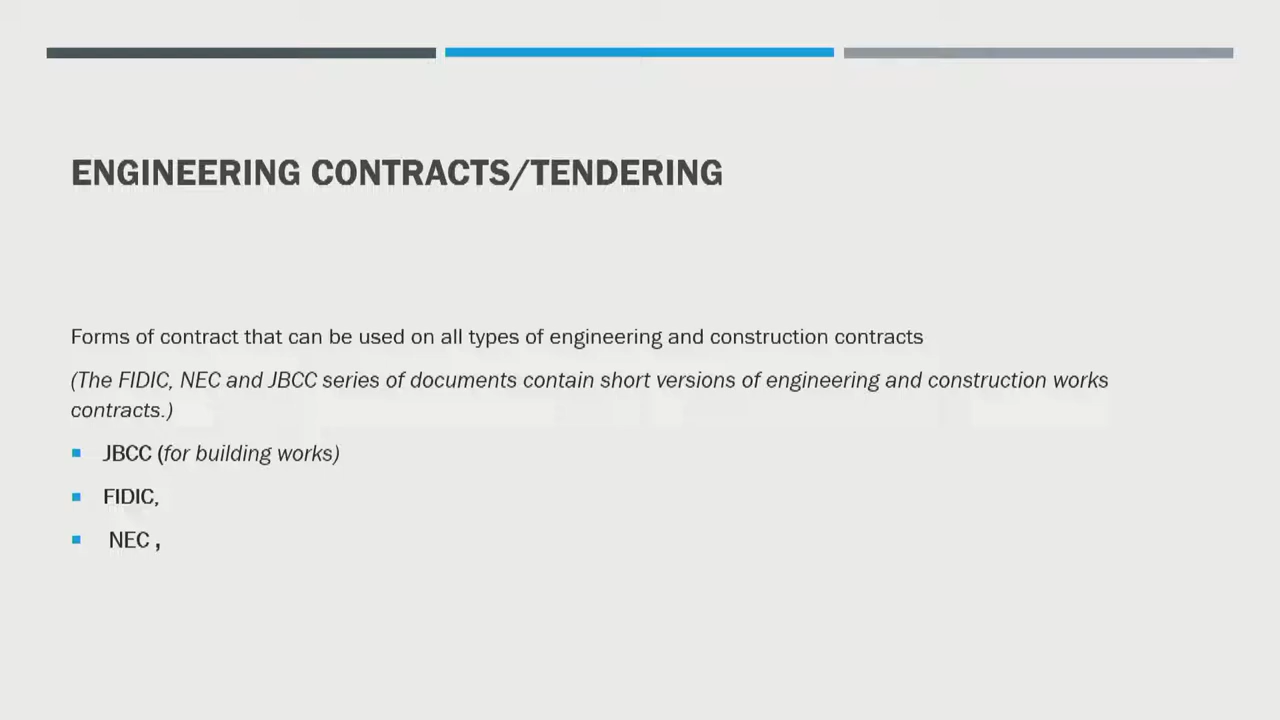 ENGINEERING CONTRACTS/TENDERING
Forms of contract that can be used on all types of engineering and construction contracts
(The FIDIC, NEC and JBCC series of documents contain short versions of engineering and construction works
contracts.)
JBCC (for building works)
FIDIC,
NEC ,